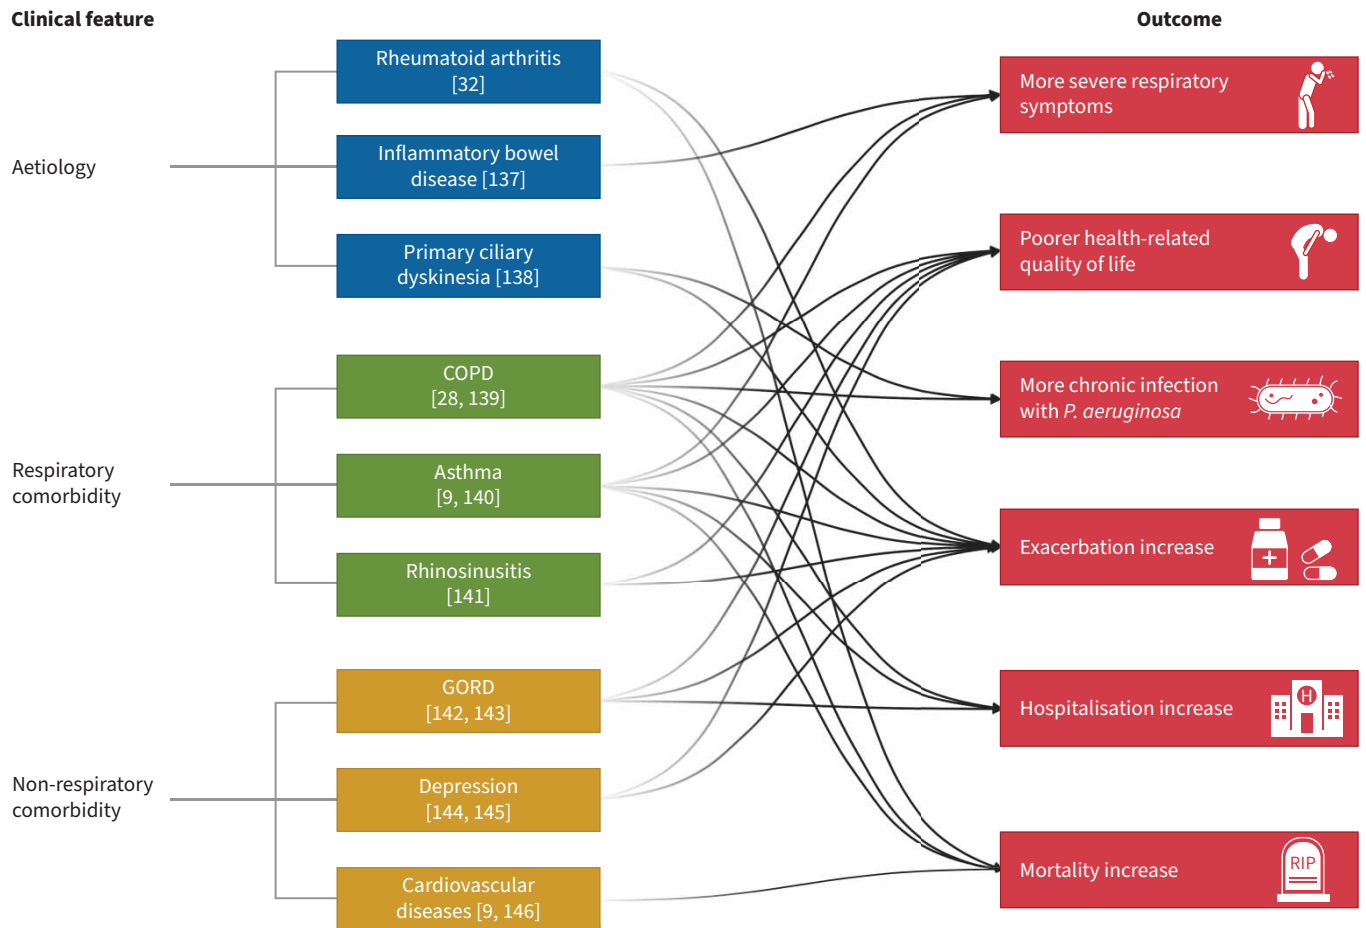 Clinical feature
Outcome
Aetiology
Rheumatoid arthritis
[32]
Inflammatory bowel
disease [137]
Primary ciliary
dyskinesia [138]
Respiratory
comorbidity
COPD
[28, 139]
Asthma
[9, 140]
Rhinosinusitis
[141]
Non-respiratory
comorbidity
GORD
[142, 143]
Depression
[144, 145]
Cardiovascular
diseases [9, 146]
More severe respiratory
symptoms
Poorer health-related
quality of life
More chronic infection
with P. aeruginosa
Exacerbation increase
Hospitalisation increase
H
Mortality increase
RIP